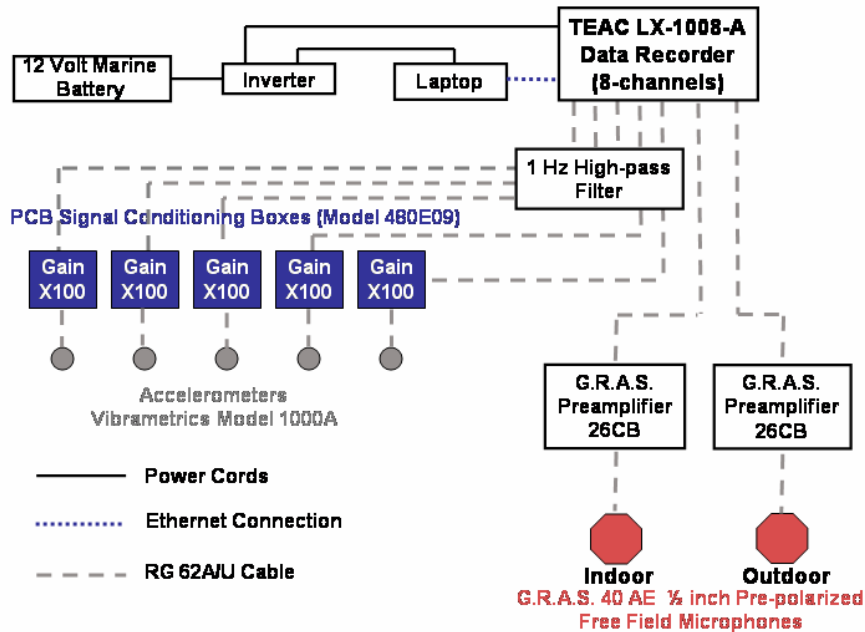 TEAC LX-1008-A
Data Recorder
(8-channels)
12 Volt Marine
Battery
Inverter
Laptop
1 Hz High-pass
Filter
PCB Signal Conditioning Boxes (Model 480E09)
Gain
X100
Gain
X100
Gain
X100
Gain
X100
Gain
X100
Accelerometers
Vibrametrics Model 1000A
G.R.A.S.
Preamplifier
26CB
G.R.A.S.
Preamplifier
26CB
Power Cords
Ethernet Connection
RG 62A/U Cable
Indoor
Outdoor
G.R.A.S. 40 AE ½ inch Pre-polarized
Free Field Microphones